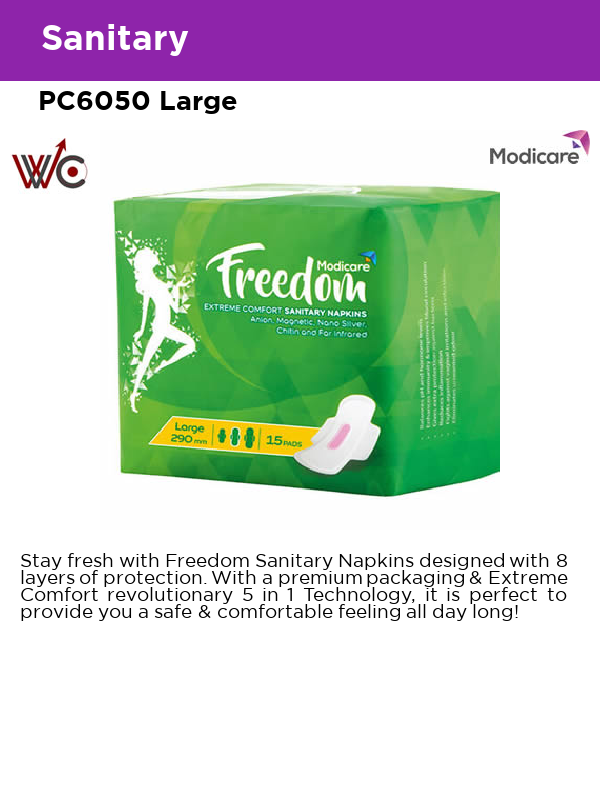 Sanitary
PC6050 Large
WC
Modicare
Modicare
Freedom
EXTREME COMFORT SANITARY NAPKINS
Anion, Magnetic, Nano Silver,
Chitin and Far Infrared
Large
290 mm
15 PADS
Stay fresh with Freedom Sanitary Napkins designed with 8
layers of protection. With a premium packaging & Extreme
Comfort revolutionary 5 in 1 Technology, it is perfect to
provide you a safe & comfortable feeling all day long!